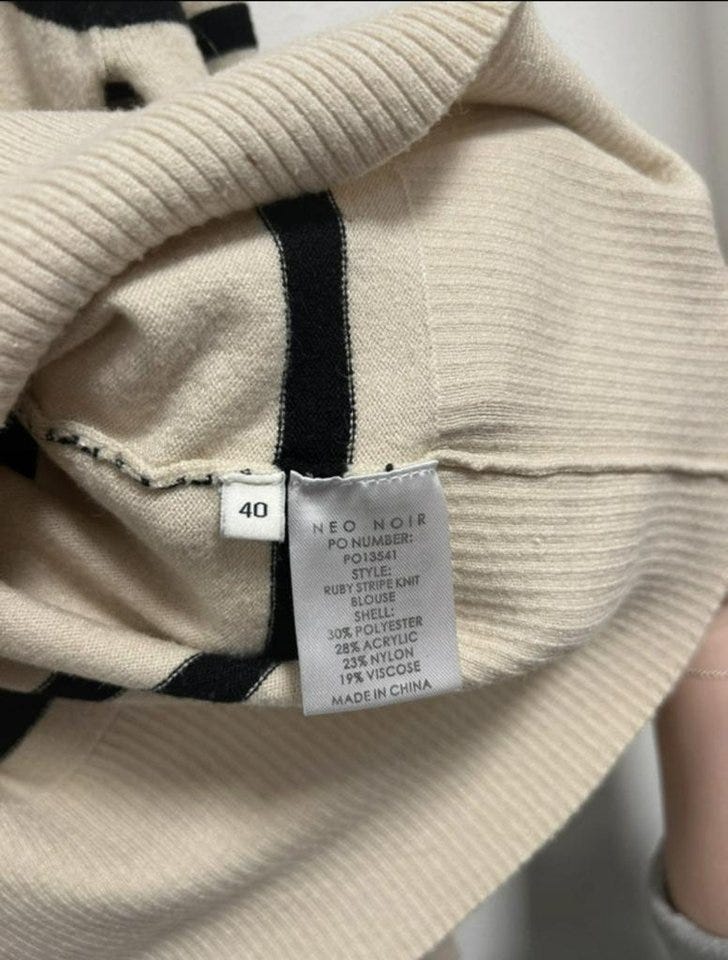 40
NEO NOIR
PO NUMBER:
PO13541
STYLE:
RUBY STRIPE KNIT
BLOUSE
SHELL:
30% POLYESTER
28% ACRYLIC
23% NYLON
19% VISCOSE
MADE IN CHINA